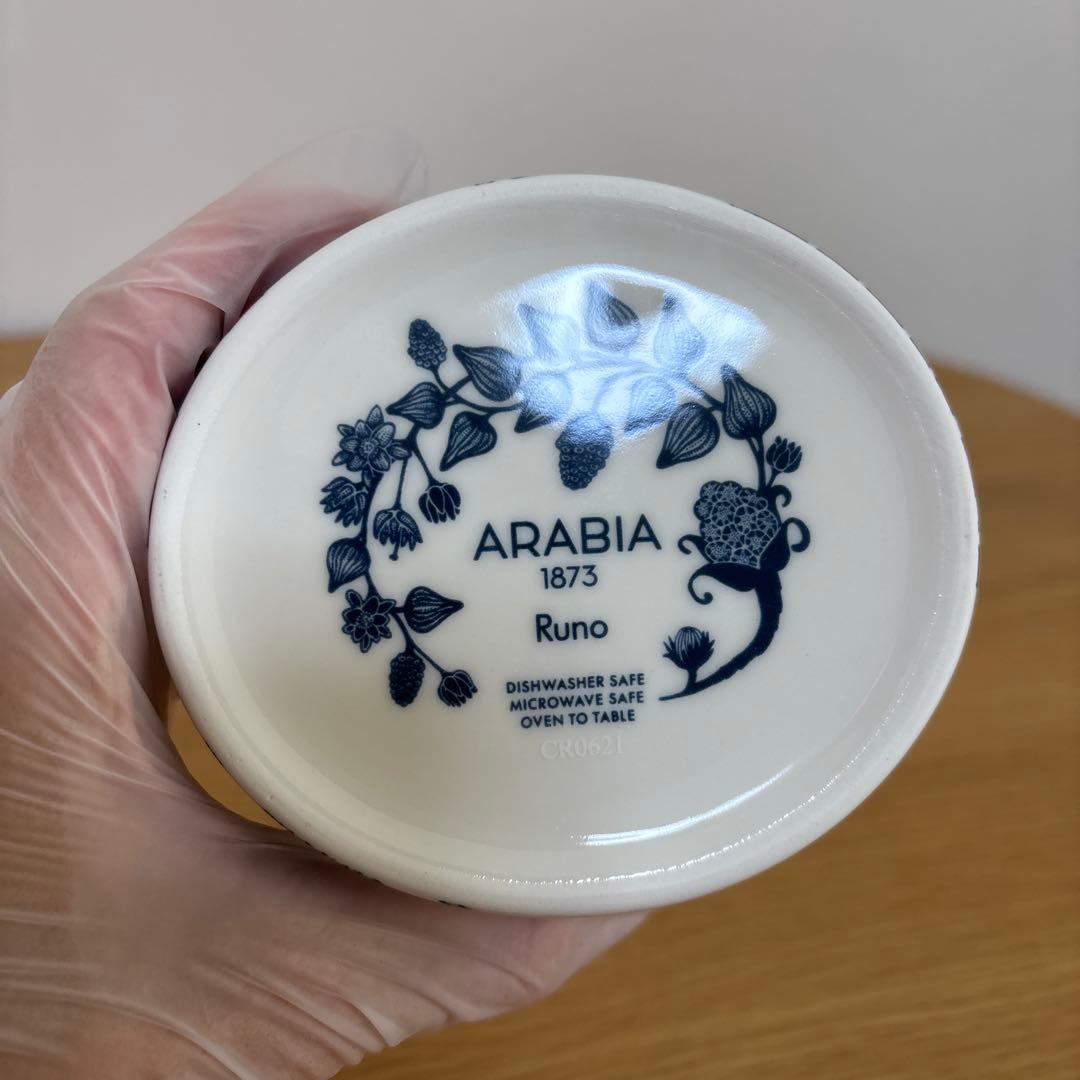 ARABIA
1873
Runo
DISHWASHER SAFE
MICROWAVE SAFE
OVEN TO TABLE
CR0621